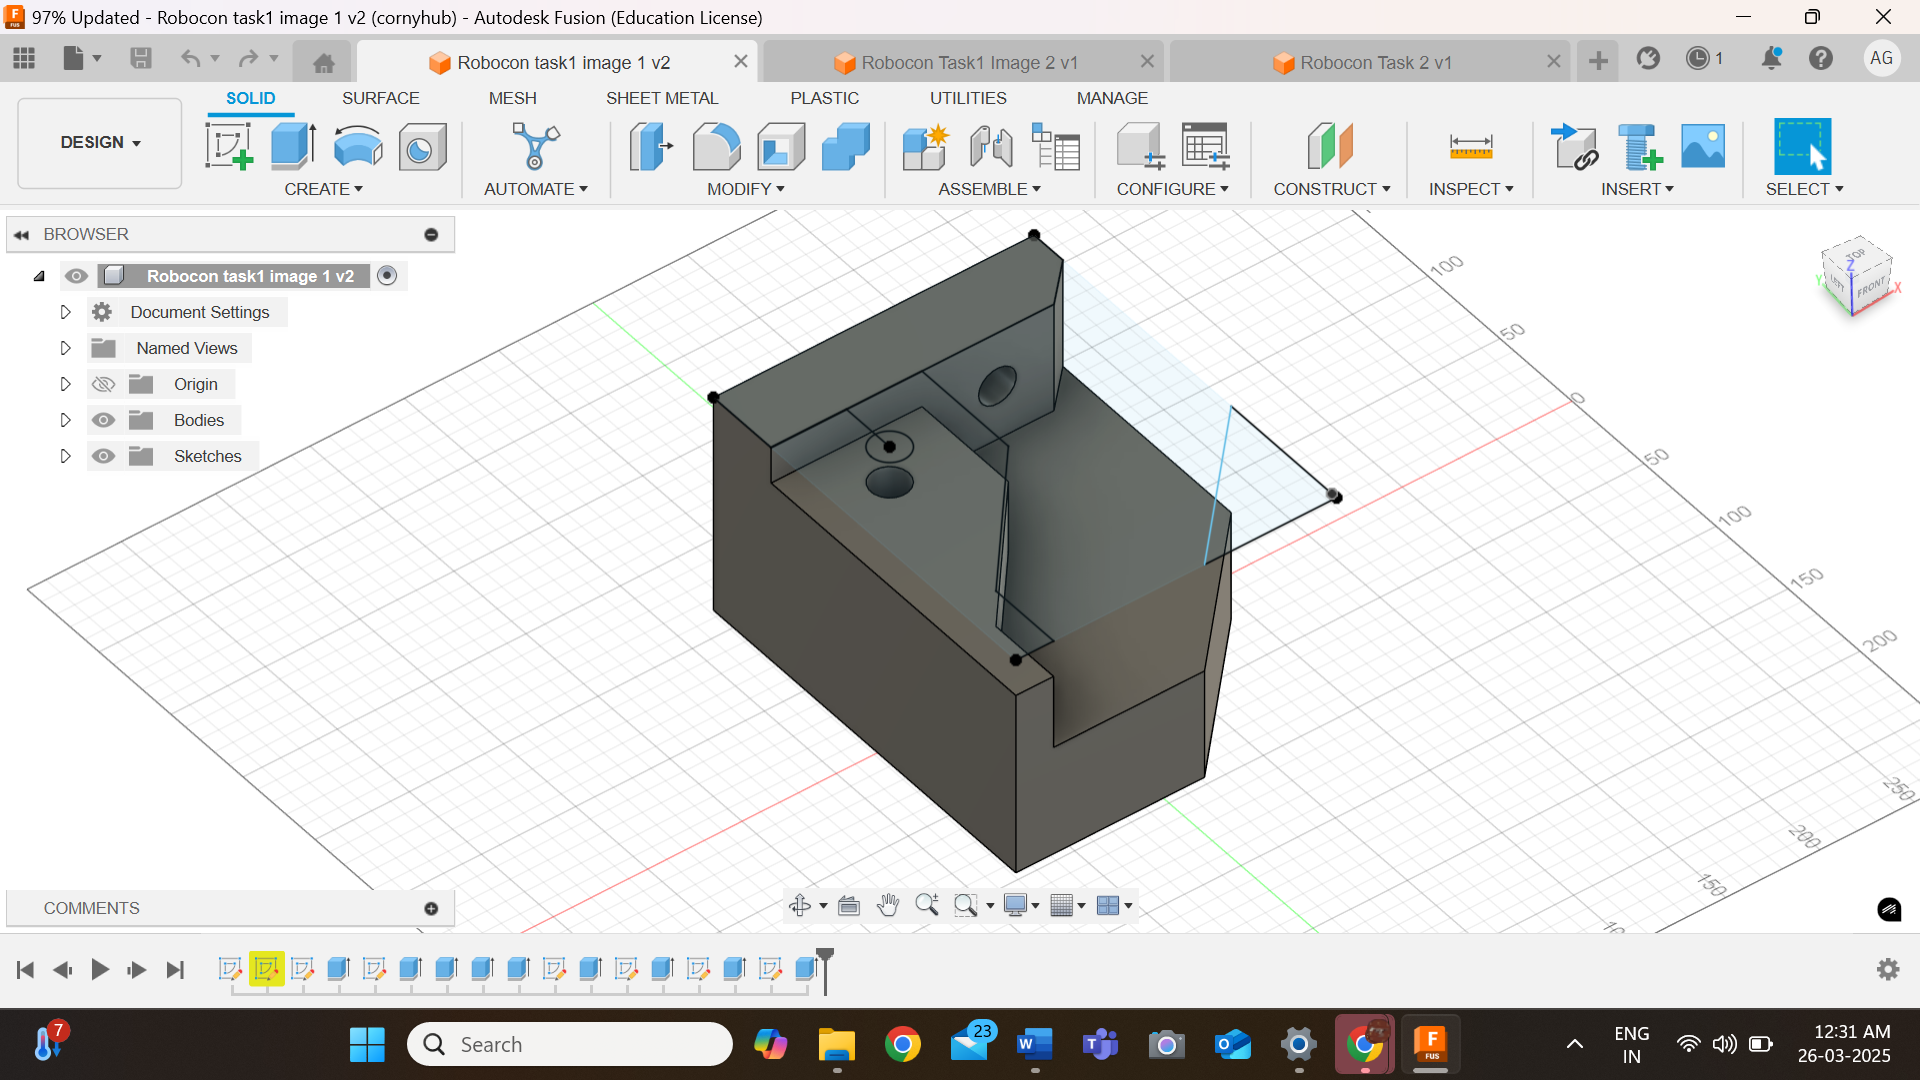 97% Updated - Robocon task1 image 1 v2 (cornyhub) - Autodesk Fusion (Education License)
Robocon task1 image 1 v2
Robocon Task1 Image 2 v1
Robocon Task 2 v1
1
AG
DESIGN
SOLID
SURFACE
MESH
SHEET METAL
PLASTIC
UTILITIES
MANAGE
CREATE
AUTOMATE
MODIFY
ASSEMBLE
CONFIGURE
CONSTRUCT
INSPECT
INSERT
SELECT
BROWSER
Robocon task1 image 1 v2
Document Settings
Named Views
Origin
Bodies
Sketches
100
50
0
50
100
150
200
250
200
150
TOP
LEFT
FRONT
Z
Y
X
COMMENTS
7
Search
23
ENG
IN
12:31 AM
26-03-2025